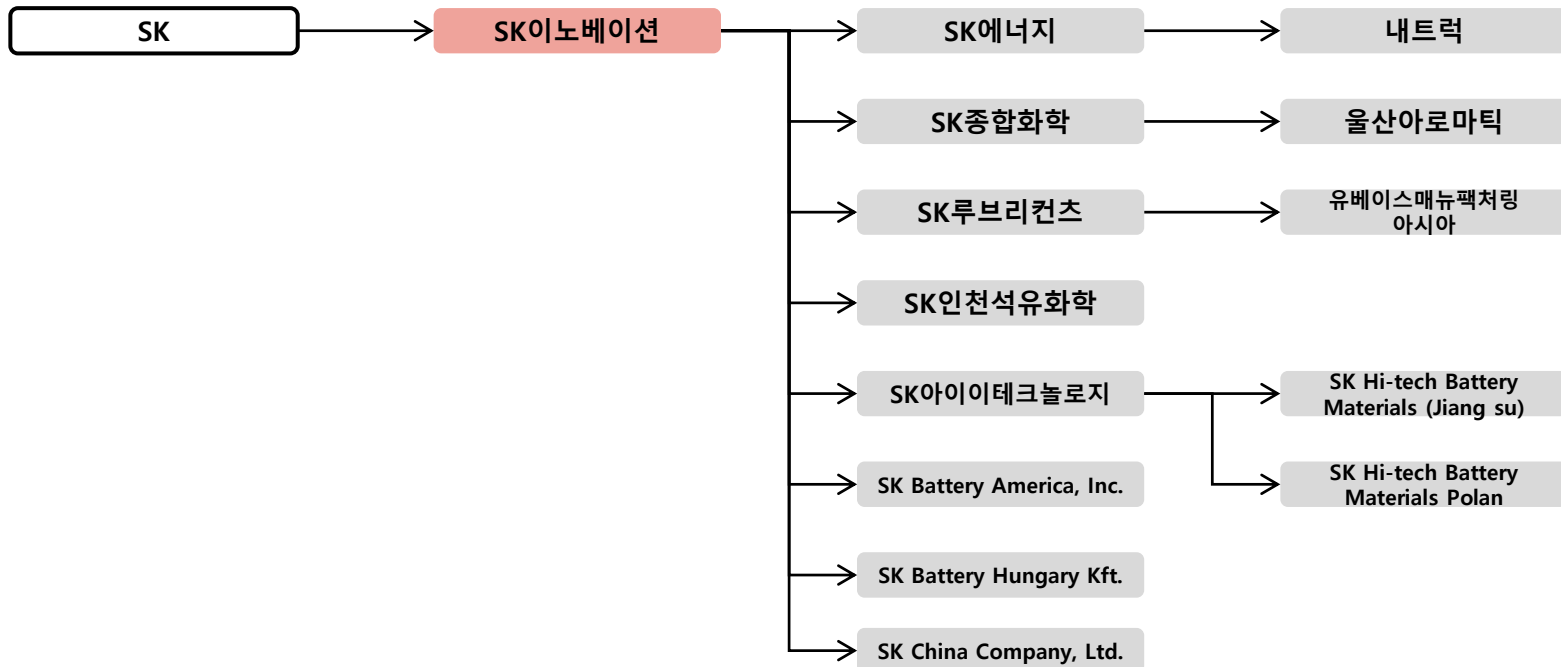 SK
SK이노베이션
SK에너지
내트럭
SK종합화학
울산아로마틱
SK루브리컨츠
유베이스매뉴팩처링
아시아
SK인천석유화학
SK아이이테크놀로지
SK Hi-tech Battery
Materials (Jiang su)
SK Battery America, Inc.
SK Hi-tech Battery
Materials Polan
SK Battery Hungary Kft.
SK China Company, Ltd.